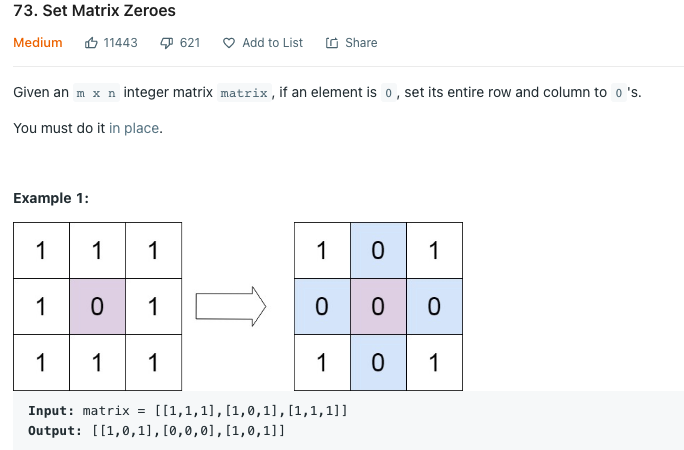 73. Set Matrix Zeroes
Medium 11443 621 Add to List Share
Given an m x n integer matrix matrix, if an element is 0, set its entire row and column to 0's.
You must do it in place.
Example 1:
1 1 1 1 0 1
1 0 1 0 0 0
1 1 1 1 0 1
Input: matrix = [[1,1,1],[1,0,1],[1,1,1]]
Output: [[1,0,1],[0,0,0],[1,0,1]]